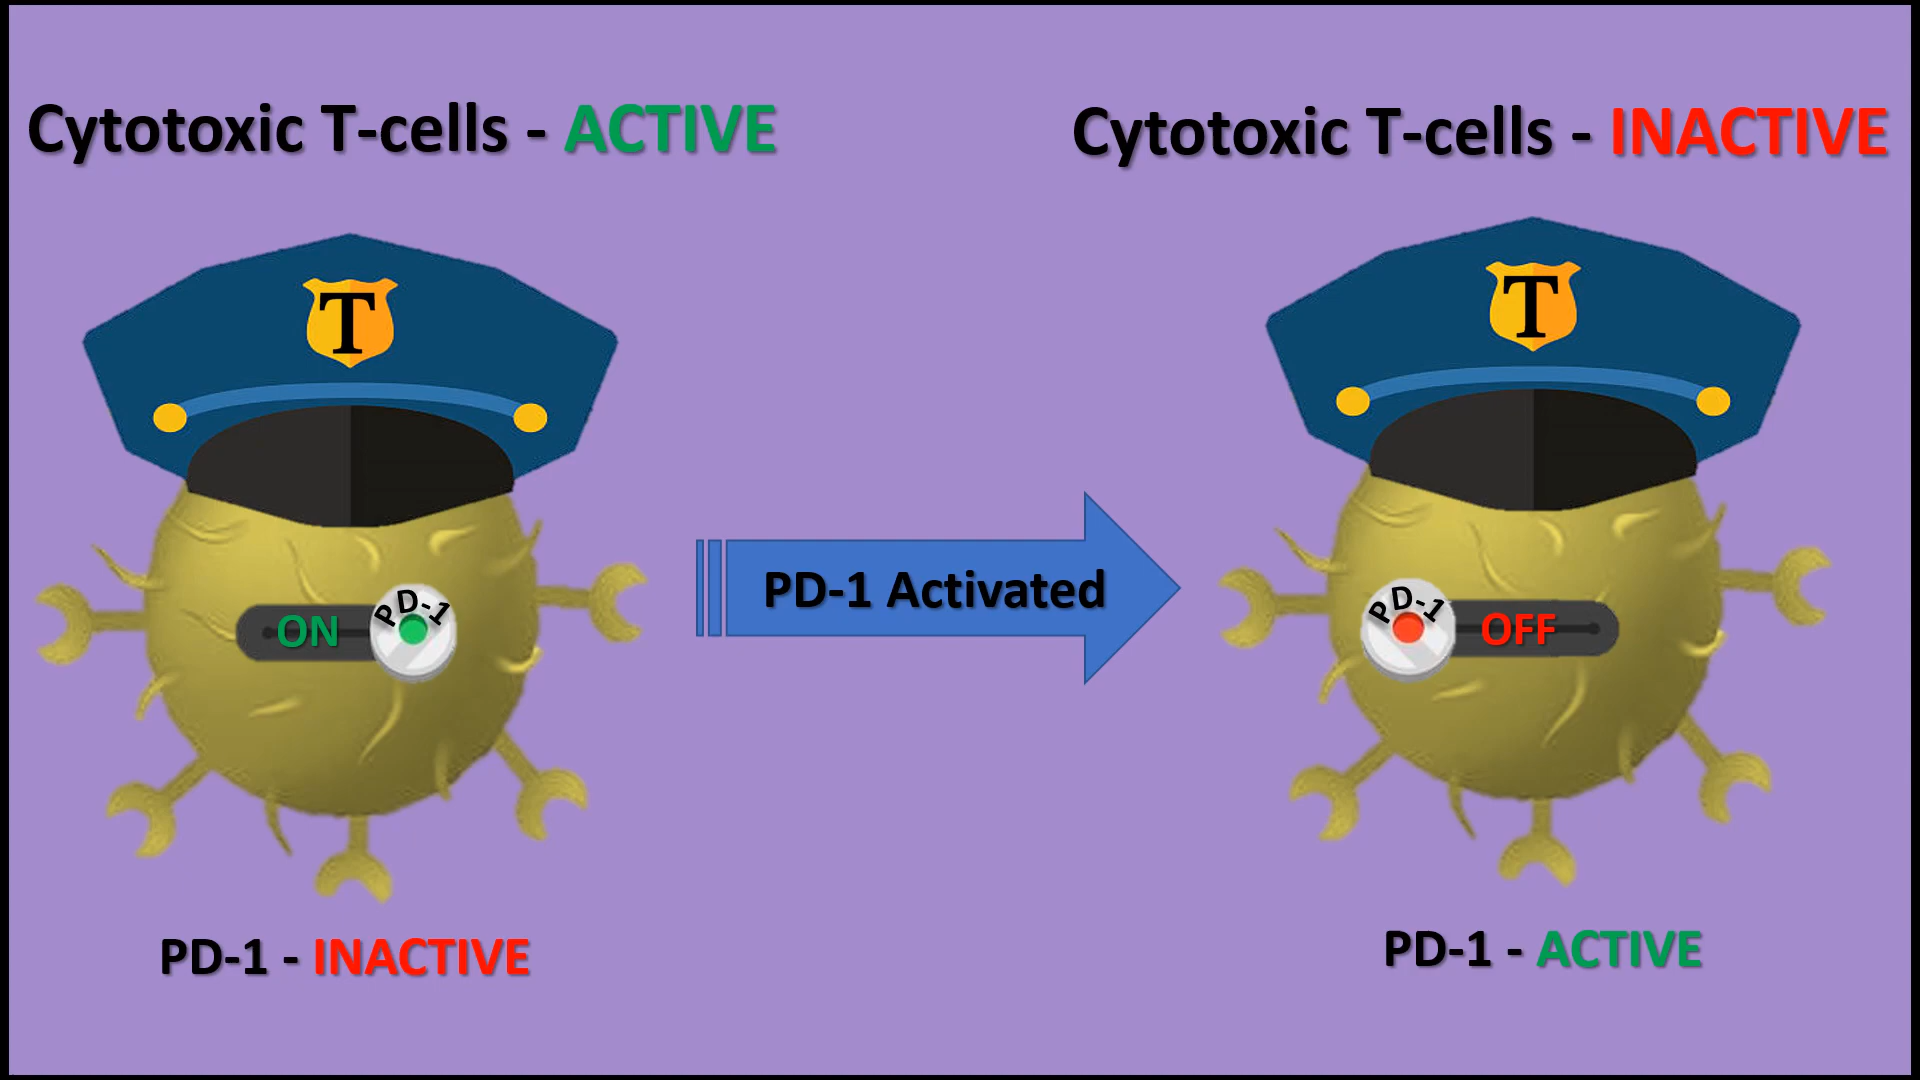 Cytotoxic T-cells - ACTIVE
Cytotoxic T-cells - INACTIVE
T
T
PD-1 Activated
ON
PD-1
PD-1
OFF
PD-1 - INACTIVE
PD-1 - ACTIVE